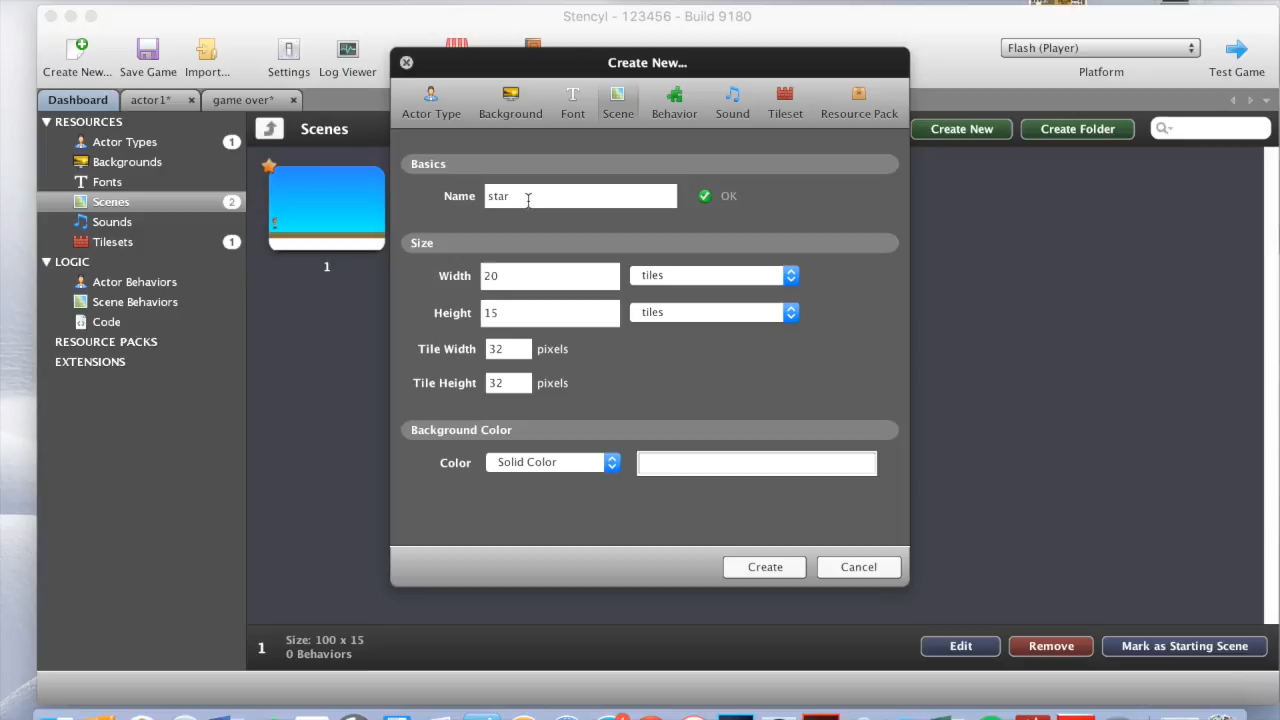 Stencyl - 123456 - Build 9180
Create New... Save Game Import... Settings Log Viewer
Flash (Player)
Platform
Test Game
Dashboard actor1* × game over* ×
RESOURCES
Actor Types 1
Backgrounds
Fonts
Scenes 2
Sounds
Tilesets 1
LOGIC
Actor Behaviors
Scene Behaviors
Code
RESOURCE PACKS
EXTENSIONS
Scenes
1
Create New
Create Folder
Create New...
Actor Type Background Font Scene Behavior Sound Tileset Resource Pack
Basics
Name star OK
Size
Width 20 tiles
Height 15 tiles
Tile Width 32 pixels
Tile Height 32 pixels
Background Color
Color Solid Color
Create Cancel
1
Size: 100 x 15
0 Behaviors
Edit Remove Mark as Starting Scene